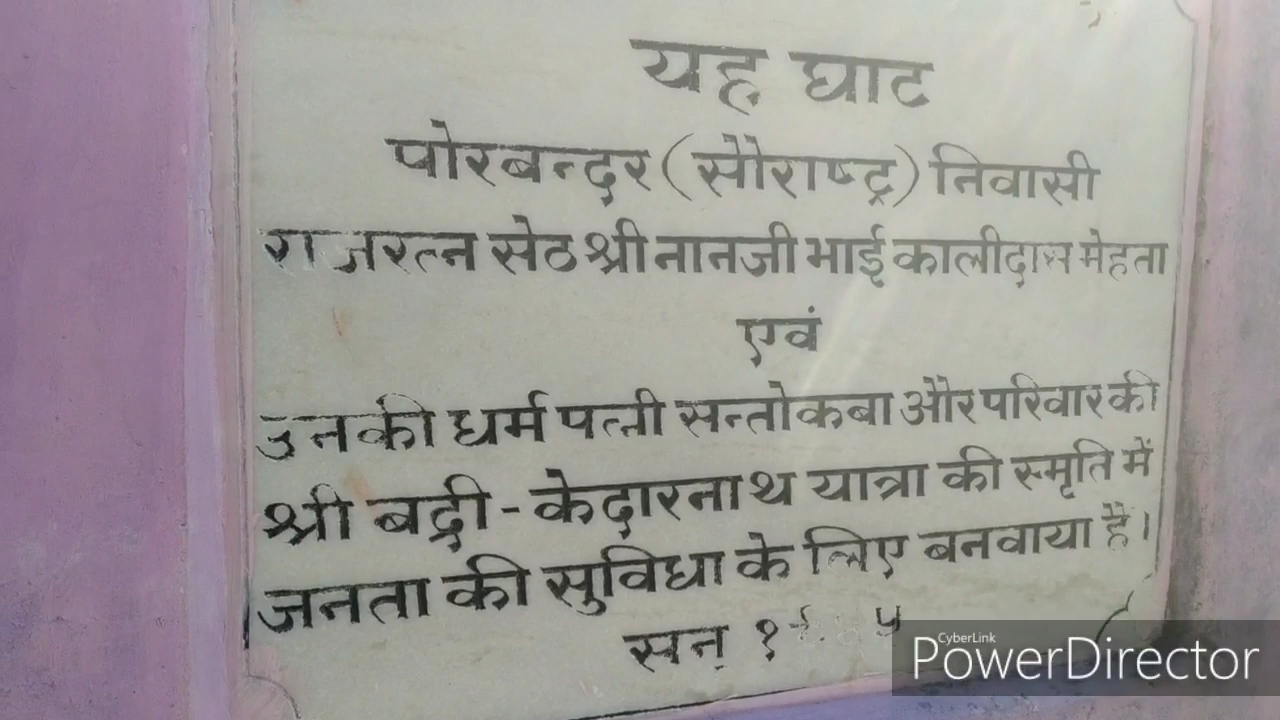 यह घाट
पोरबन्दर (सौराष्ट्र) निवासी
राजरत्न सेठ श्री नानजी भाई कालीदास मेहता
एवं
उनकी धर्म पत्नी सन्तोकबा और परिवार की
श्री बद्री - केदारनाथ यात्रा की स्मृति में
जनता की सुविधा के लिए बनवाया है।
सन्
CyberLink
PowerDirector